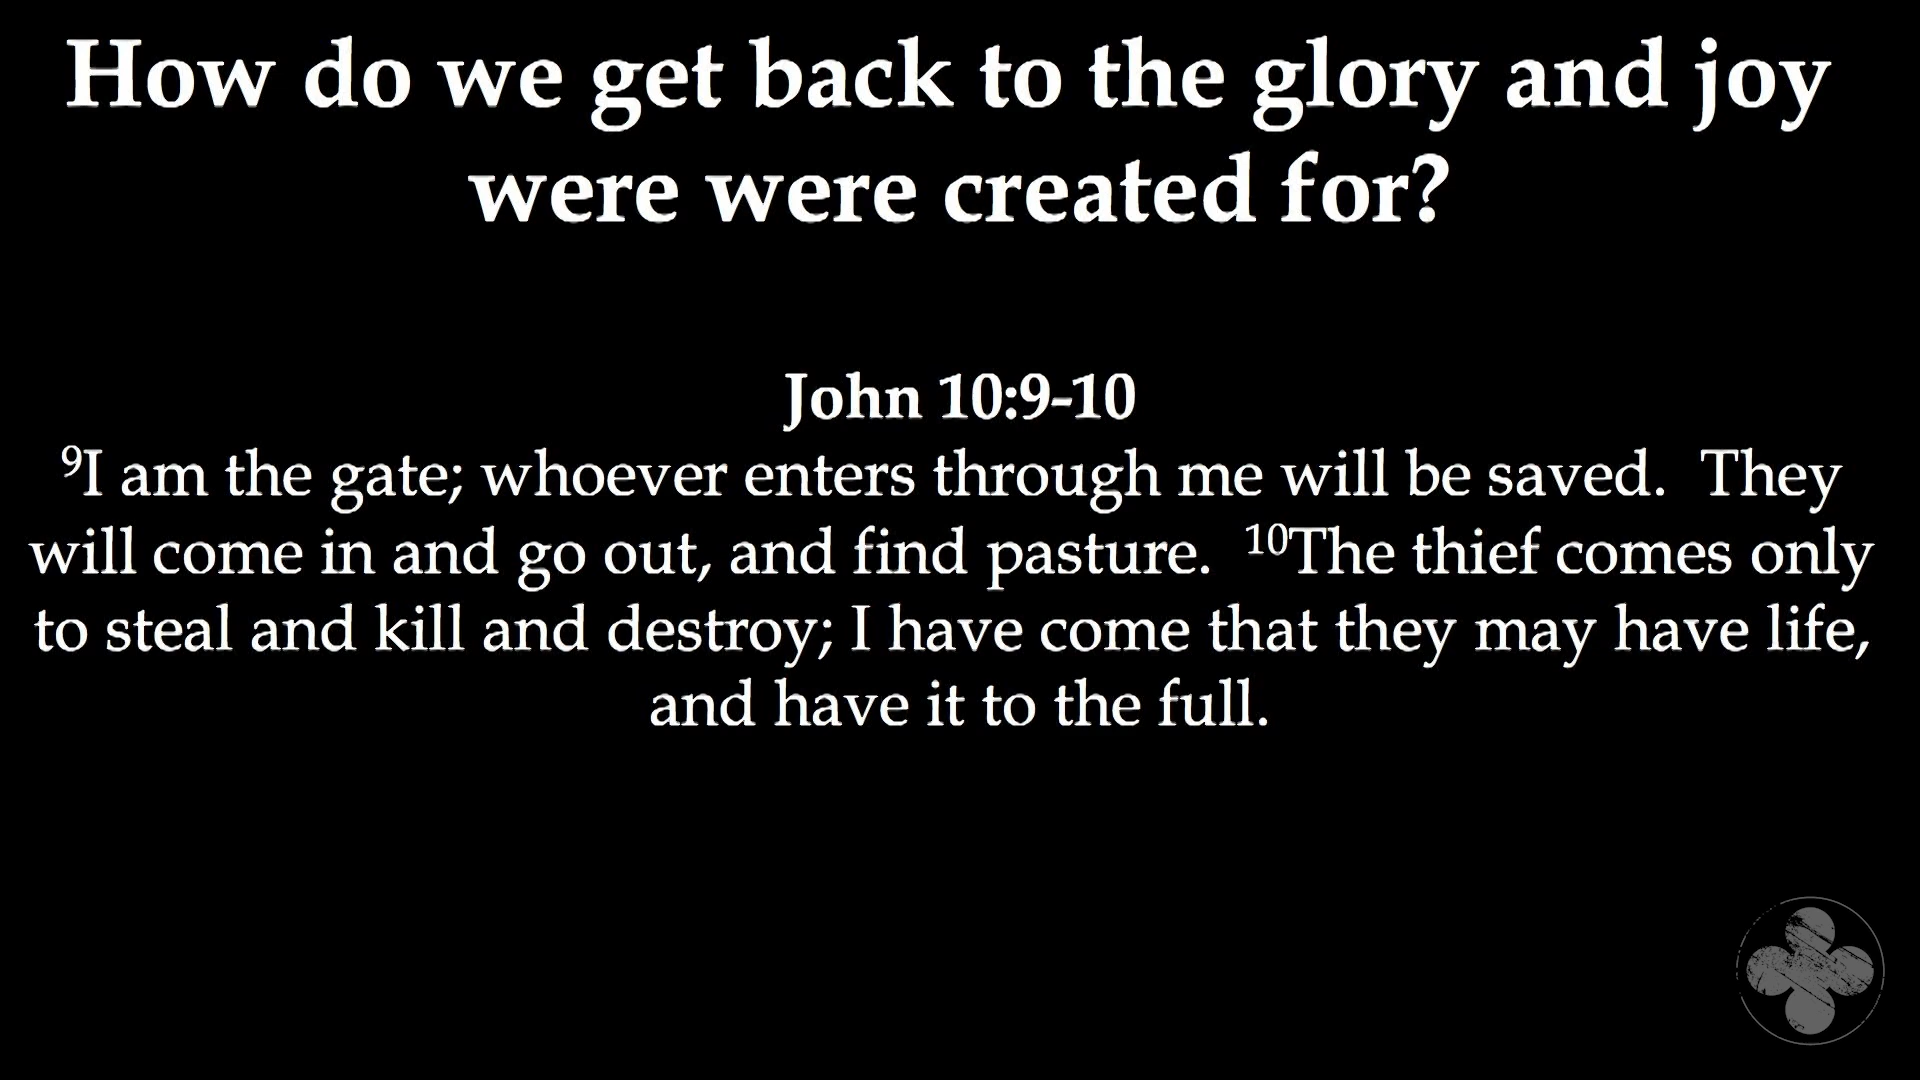 How do we get back to the glory and joy
were were created for?
John 10:9-10
⁹I am the gate; whoever enters through me will be saved.  They
will come in and go out, and find pasture.  ¹⁰The thief comes only
to steal and kill and destroy; I have come that they may have life,
and have it to the full.